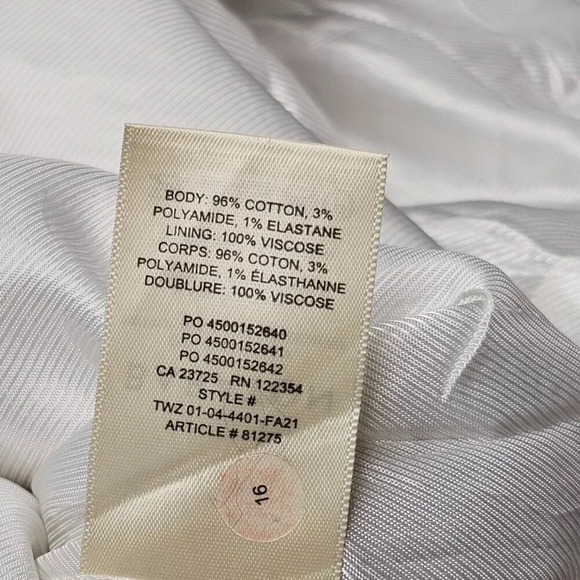 BODY: 96% COTTON, 3%
POLYAMIDE, 1% ELASTANE
LINING: 100% VISCOSE
CORPS: 96% COTON, 3%
POLYAMIDE, 1% ÉLASTHANNE
DOUBLURE: 100% VISCOSE
PO 4500152640
PO 4500152641
PO 4500152642
CA 23725 RN 122354
STYLE #
TWZ 01-04-4401-FA21
ARTICLE # 81275
16